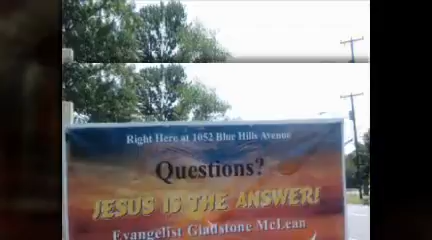 Right Here at 1052 Blue Hills Avenue
Questions?
JESUS IS THE ANSWER!
Evangelist Gladstone McLean